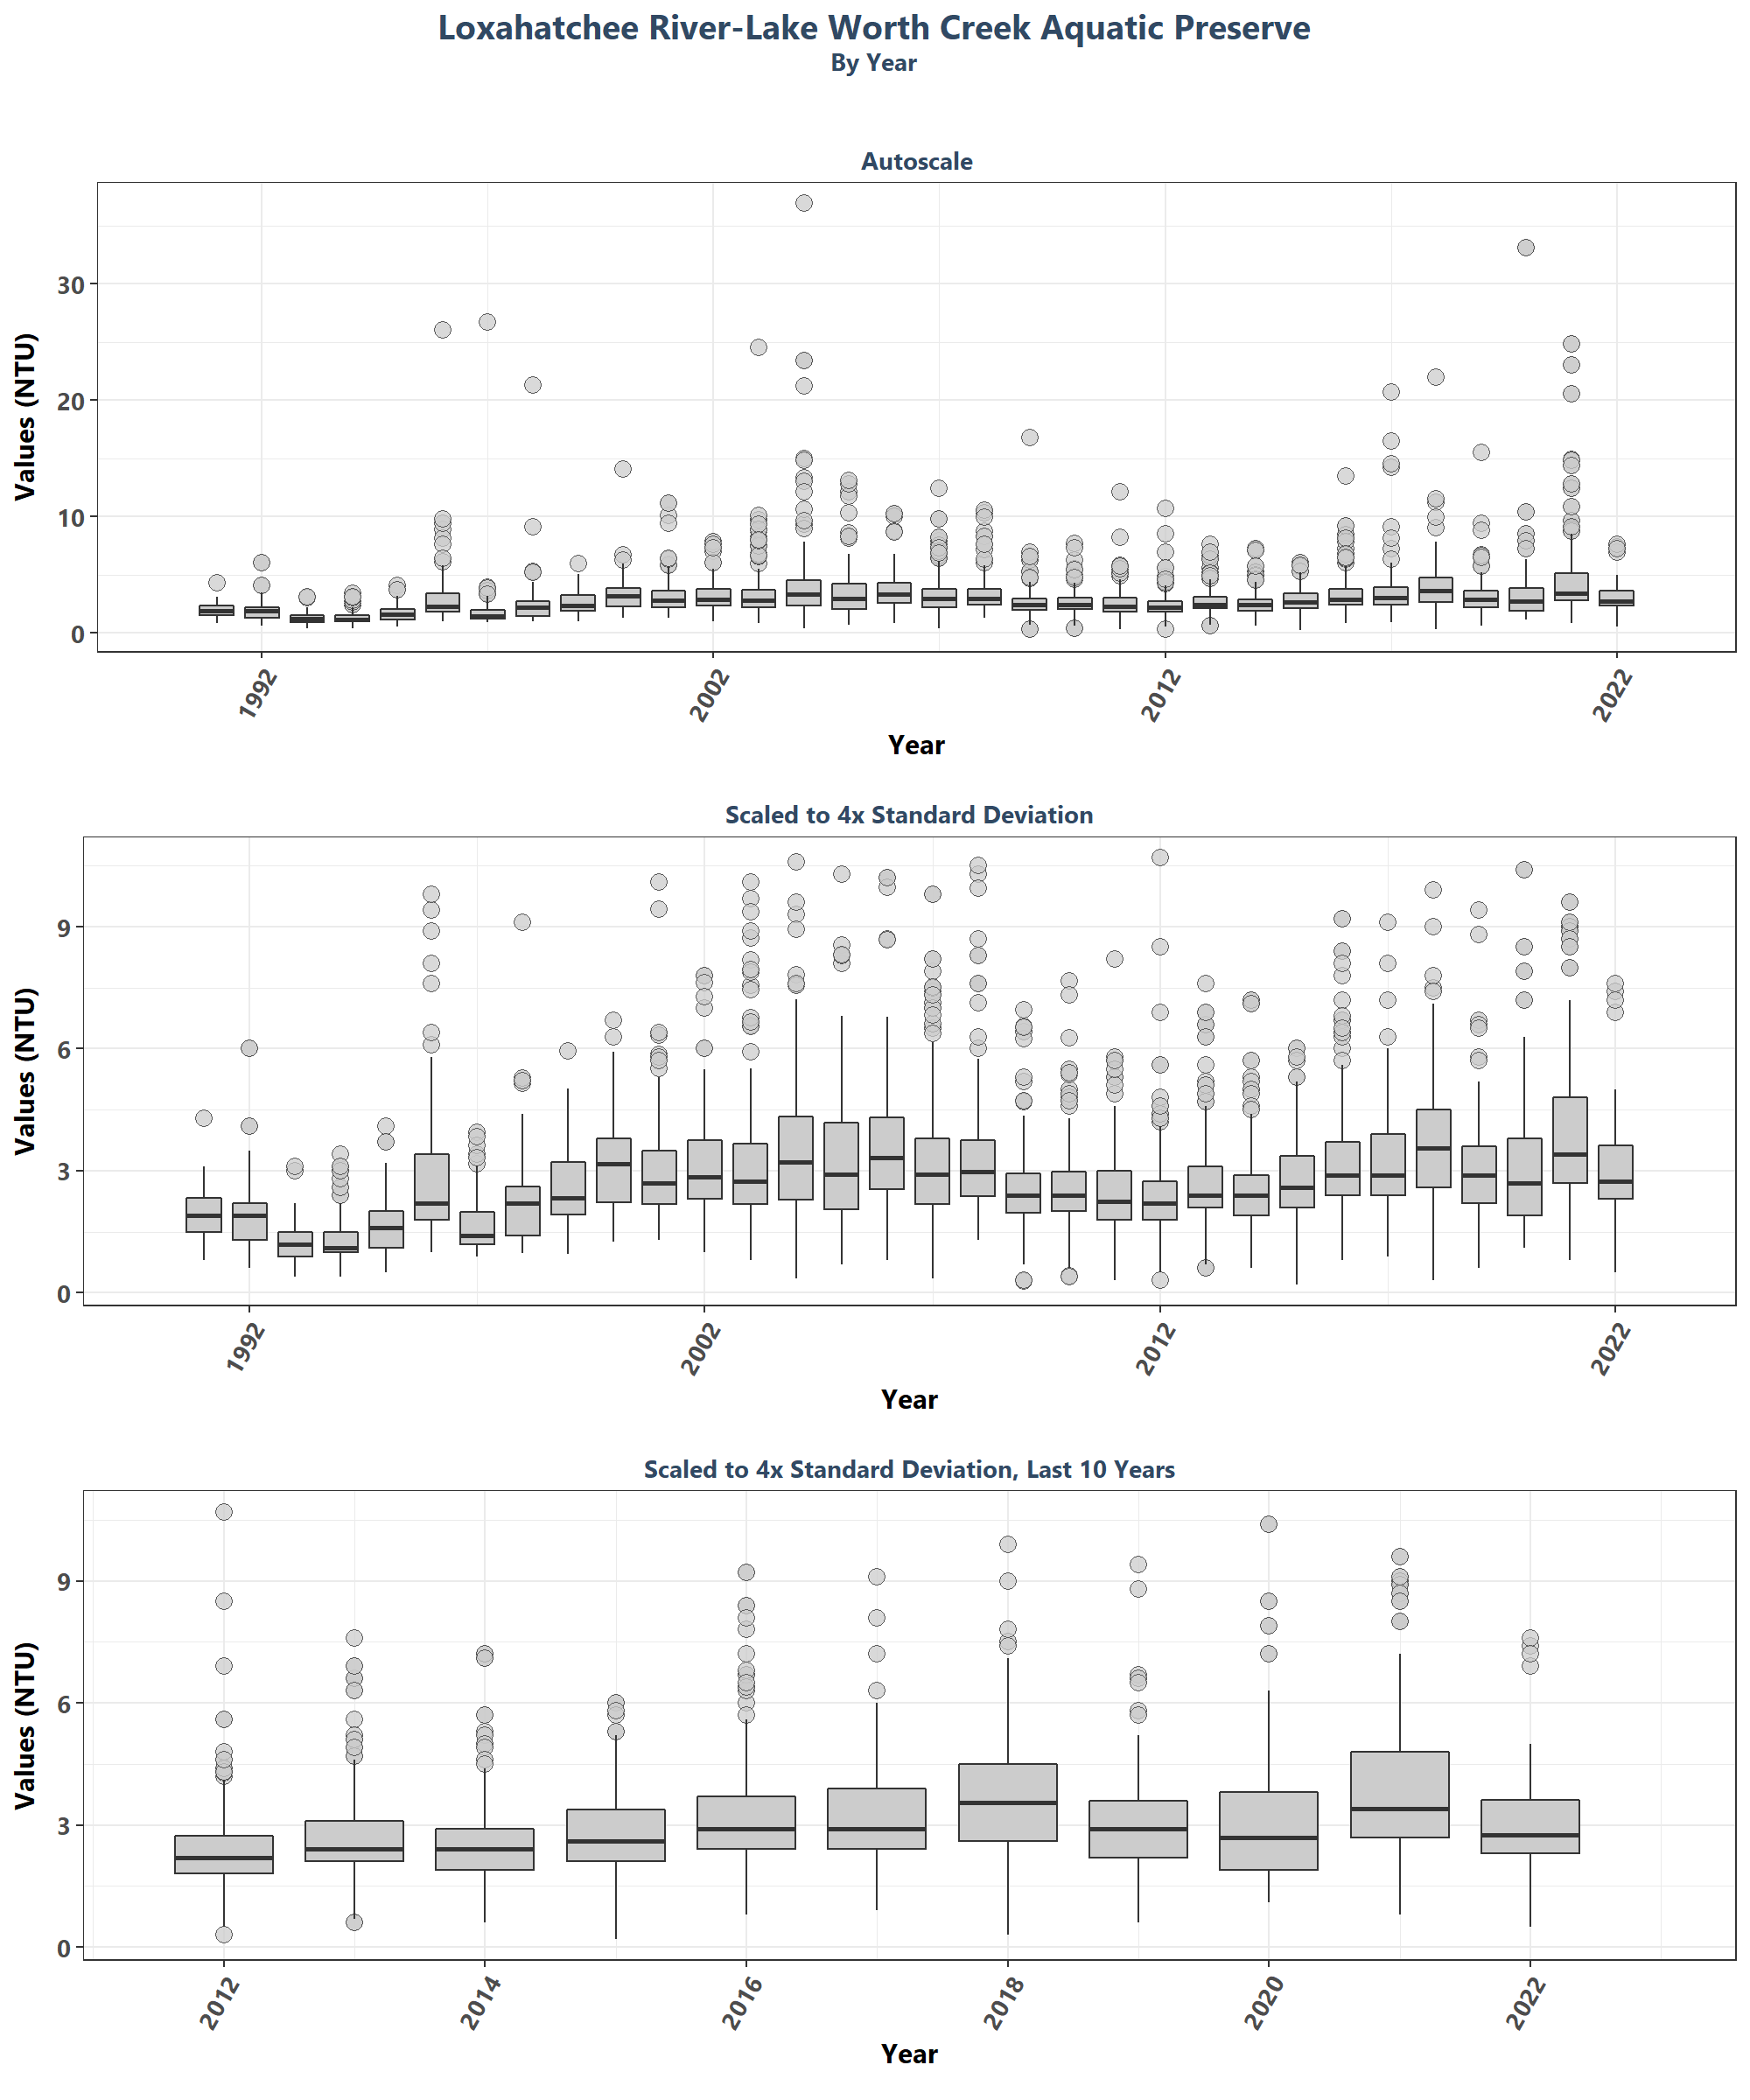 Loxahatchee River-Lake Worth Creek Aquatic Preserve
By Year
Autoscale
Values (NTU)
30
20
10
0
1992
2002
2012
2022
Year
Scaled to 4x Standard Deviation
Values (NTU)
9
6
3
0
1992
2002
2012
2022
Year
Scaled to 4x Standard Deviation, Last 10 Years
Values (NTU)
9
6
3
0
2012
2014
2016
2018
2020
2022
Year